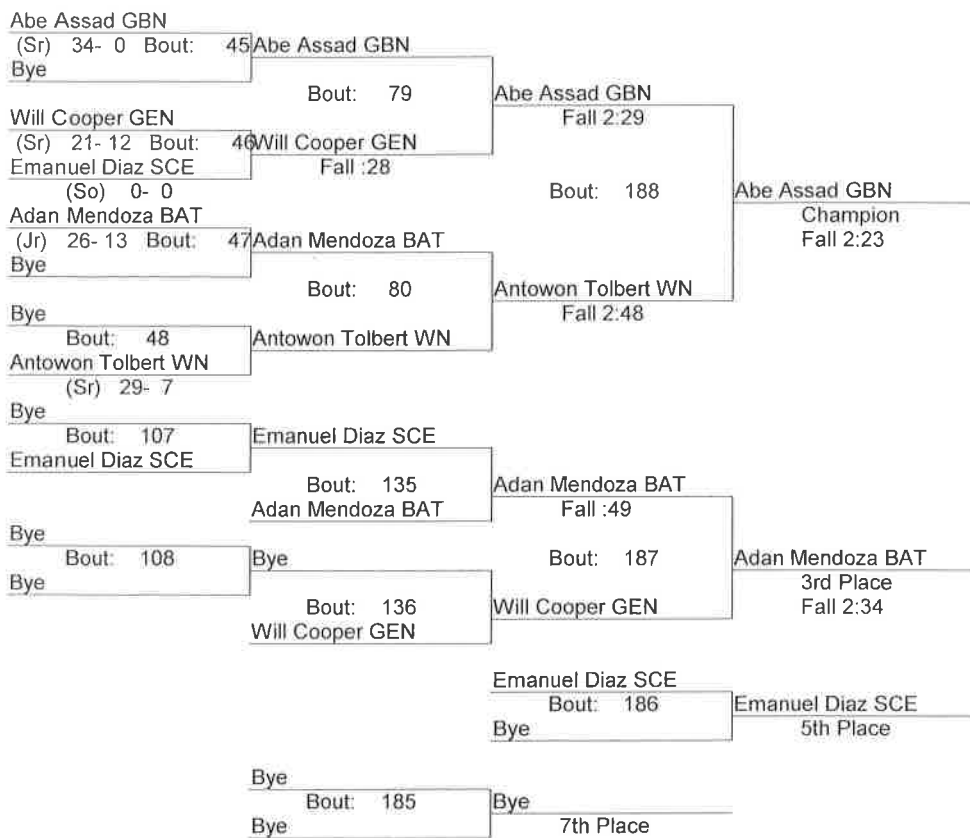 Abe Assad GBN
(Sr) 34- 0 Bout: 45
Bye
Abe Assad GBN
Bout: 79
Will Cooper GEN
(Sr) 21- 12 Bout: 46
Emanuel Diaz SCE
(So) 0- 0
Will Cooper GEN
Fall :28
Abe Assad GBN
Fall 2:29
Bout: 188
Adan Mendoza BAT
(Jr) 26- 13 Bout: 47
Bye
Adan Mendoza BAT
Bout: 80
Bye
Bout: 48
Antowon Tolbert WN
(Sr) 29- 7
Antowon Tolbert WN
Antowon Tolbert WN
Fall 2:48
Abe Assad GBN
Champion
Fall 2:23
Bye
Bout: 107
Emanuel Diaz SCE
Emanuel Diaz SCE
Bout: 135
Adan Mendoza BAT
Adan Mendoza BAT
Fall :49
Bout: 187
Bye
Bout: 108
Bye
Bye
Bout: 136
Will Cooper GEN
Will Cooper GEN
Adan Mendoza BAT
3rd Place
Fall 2:34
Emanuel Diaz SCE
Bout: 186
Bye
Emanuel Diaz SCE
5th Place
Bye
Bout: 185
Bye
Bye
7th Place